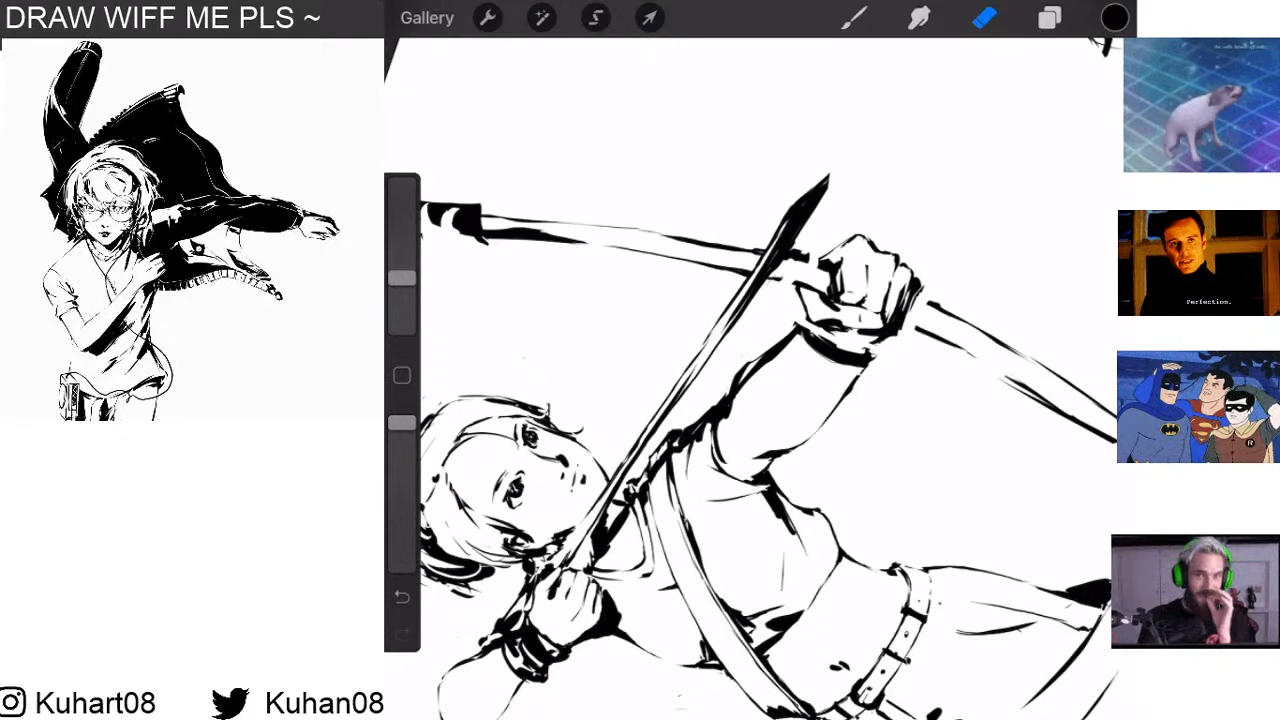 DRAW WIFF ME PLS ~
Gallery
Perfection.
R
Kuhart08
Kuhan08